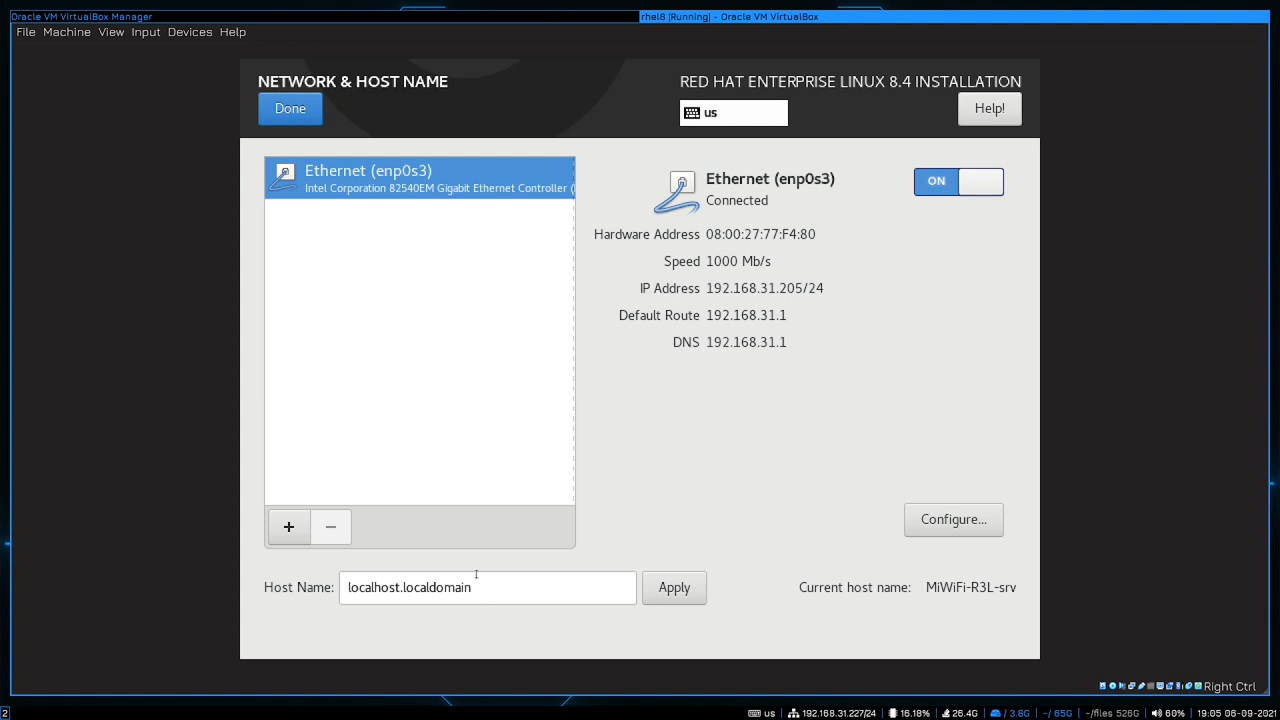 Oracle VM VirtualBox Manager
rhel8 [Running] - Oracle VM VirtualBox
File Machine View Input Devices Help
NETWORK & HOST NAME
RED HAT ENTERPRISE LINUX 8.4 INSTALLATION
Done
us
Help!
Ethernet (enp0s3)
Intel Corporation 82540EM Gigabit Ethernet Controller (
Ethernet (enp0s3)
Connected
ON
Hardware Address 08:00:27:77:F4:80
Speed 1000 Mb/s
IP Address 192.168.31.205/24
Default Route 192.168.31.1
DNS 192.168.31.1
+ −
Configure...
Host Name: localhost.localdomain
Apply
Current host name: MiWiFi-R3L-srv
Right Ctrl
2
us 192.168.31.227/24 16.18% 26.4G / 3.8G ~/ 65G ~/files 526G 60% 19:05 06-09-2021